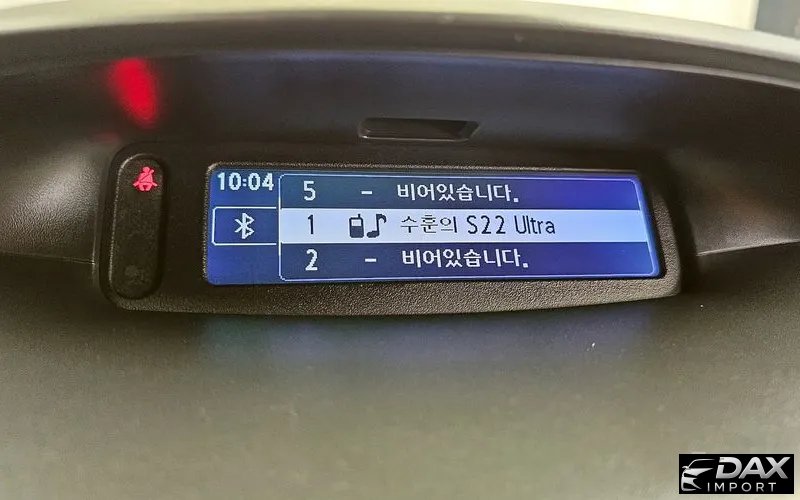 10:04
5 - 비어있습니다.
1 수훈의 S22 Ultra
2 - 비어있습니다.
DAX
IMPORT